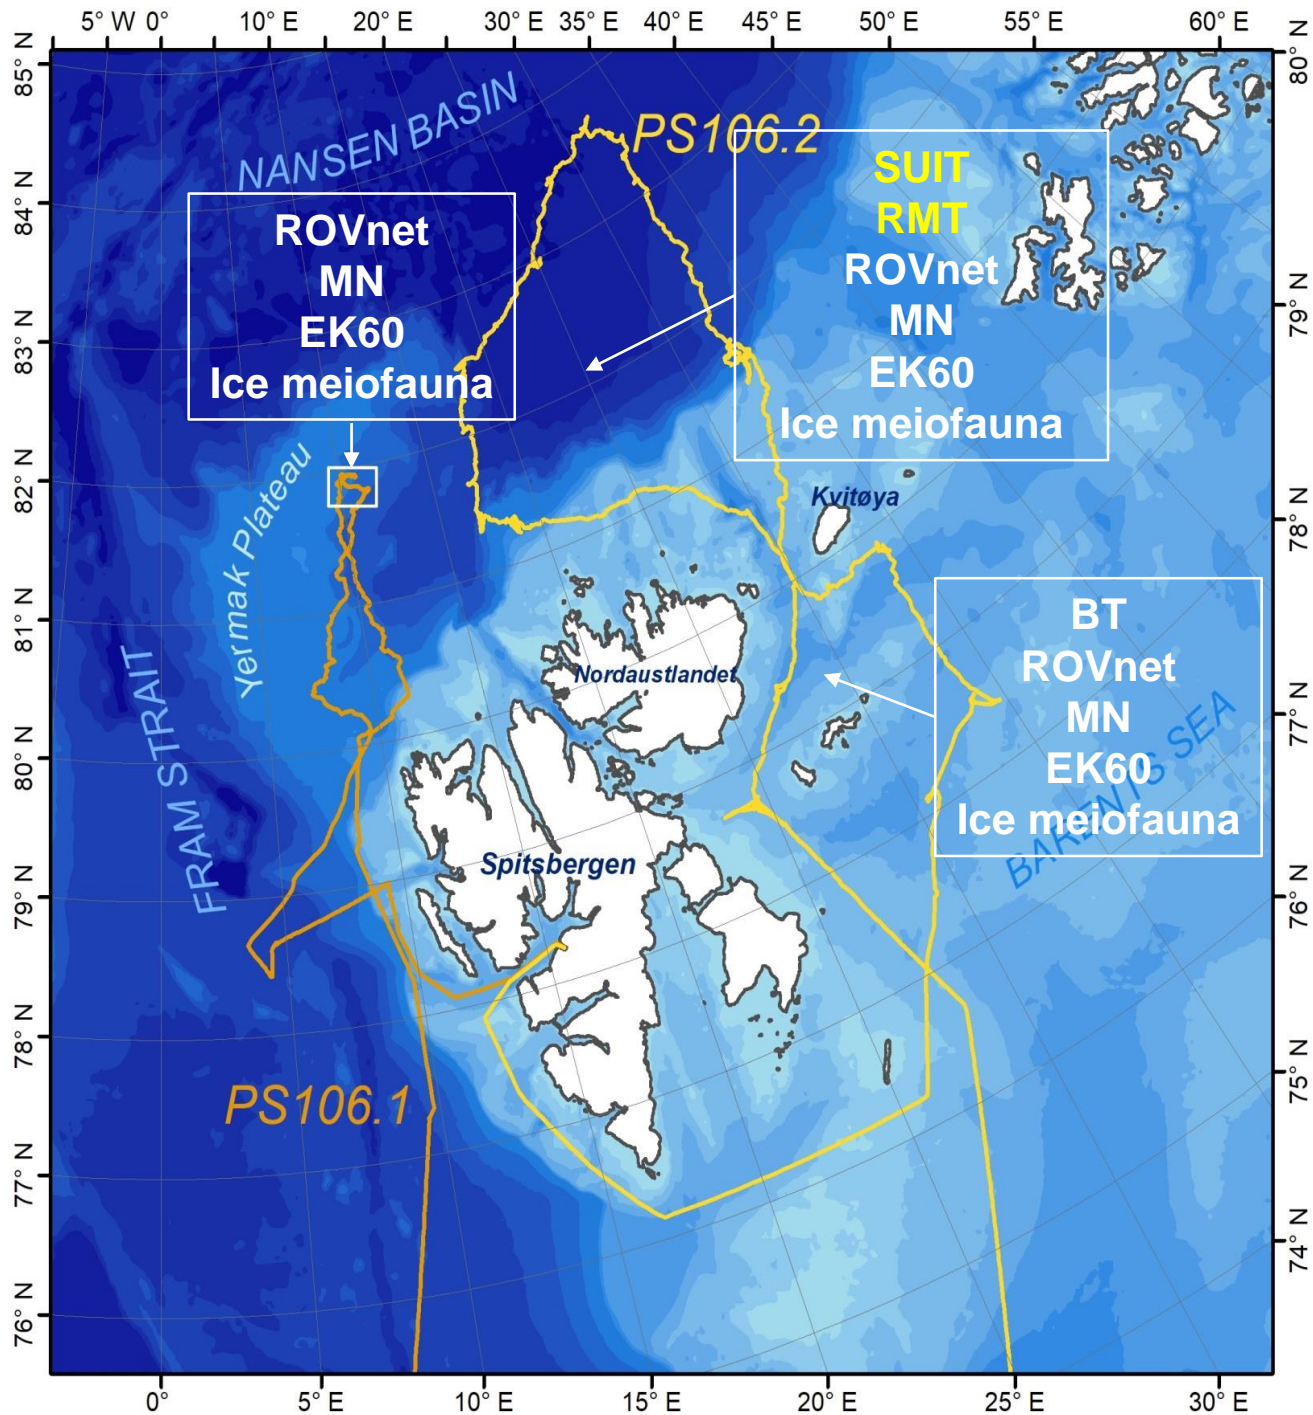 5° W
0°
10° E
20° E
30° E
35° E
40° E
45° E
50° E
55° E
60° E
85° N
84° N
83° N
82° N
81° N
80° N
79° N
78° N
77° N
76° N
80° N
79° N
78° N
77° N
76° N
75° N
74° N
NANSEN BASIN
PS106.2
ROVnet
MN
EK60
Ice meiofauna
SUIT
RMT
ROVnet
MN
EK60
Ice meiofauna
Yermak Plateau
Kvitøya
BT
ROVnet
MN
EK60
Ice meiofauna
BARENTS SEA
Nordaustlandet
FRAM STRAIT
Spitsbergen
PS106.1
0°
5° E
10° E
15° E
20° E
25° E
30° E